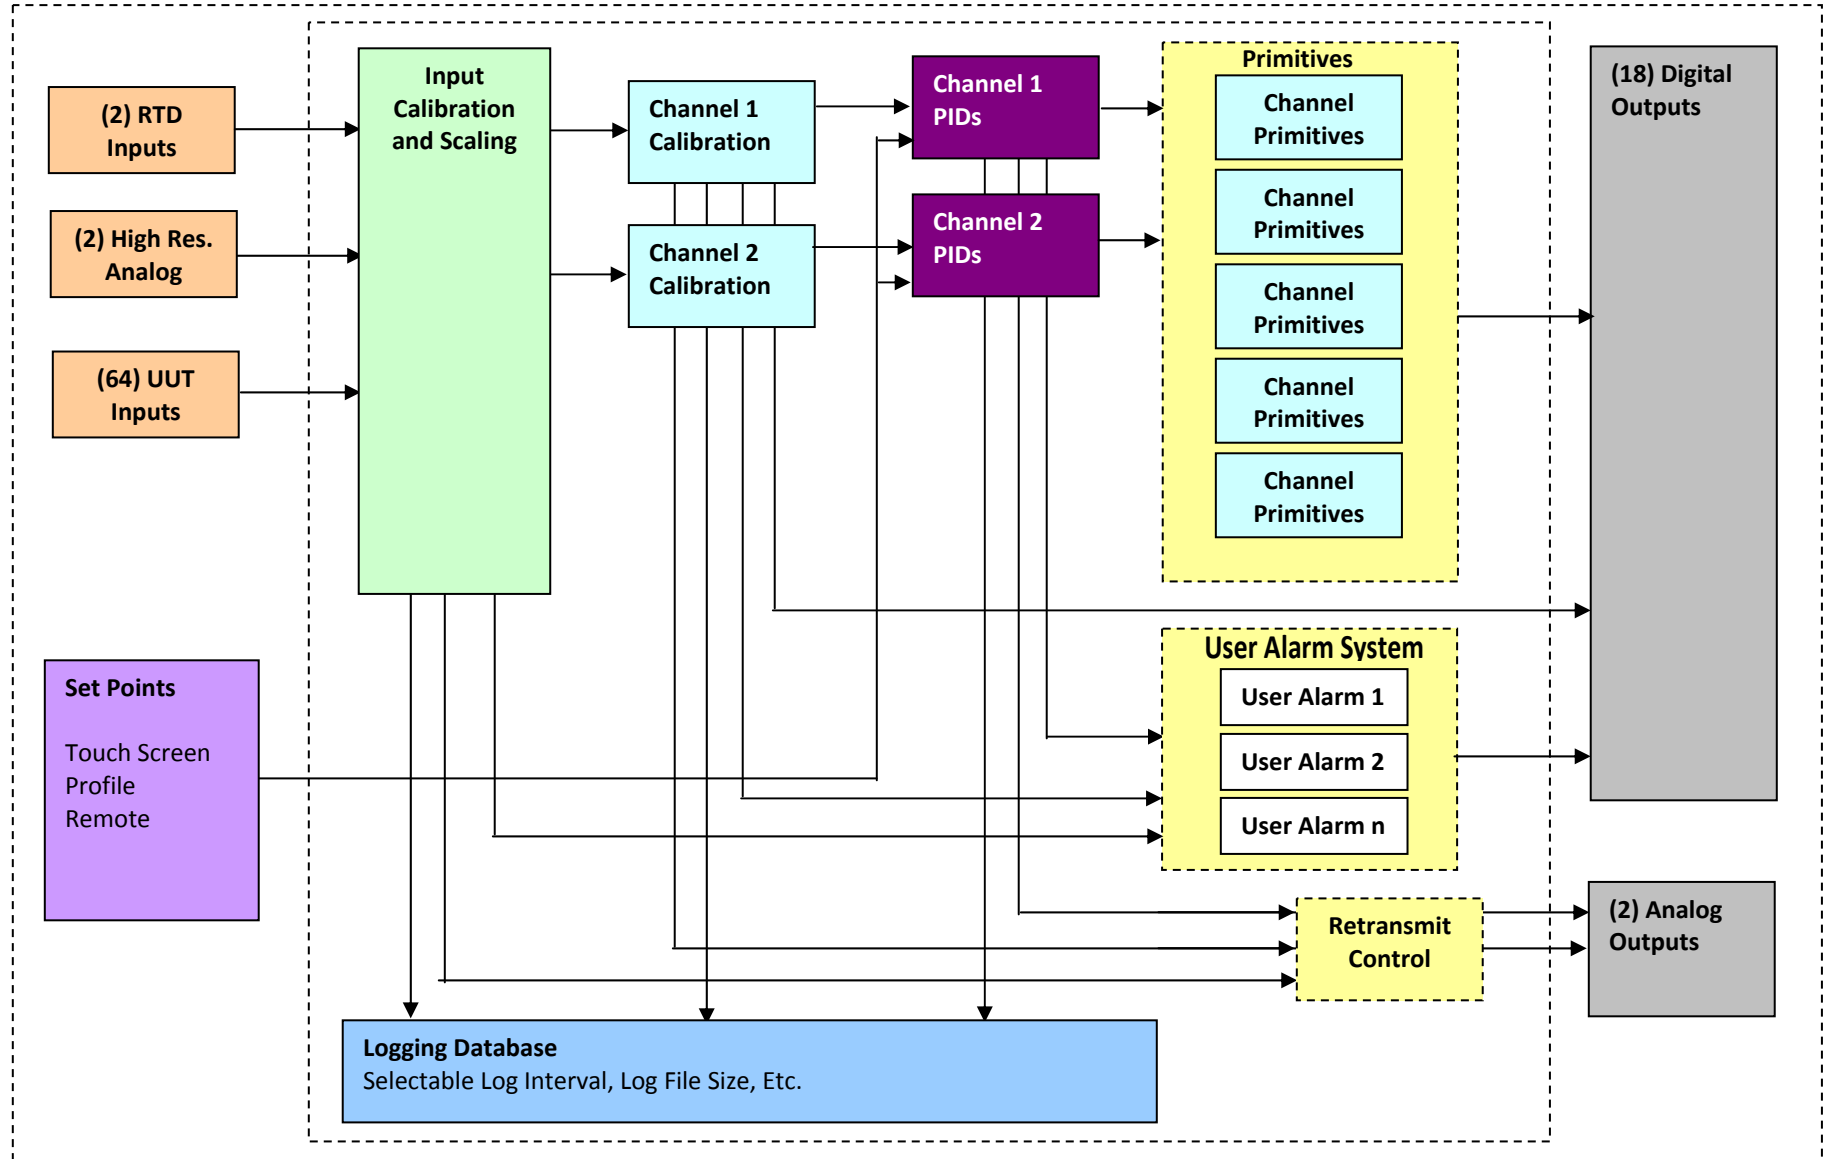 (2) RTD
Inputs
(2) High Res.
Analog
(64) UUT
Inputs
Set Points
Touch Screen
Profile
Remote
Input
Calibration
and Scaling
Channel 1
Calibration
Channel 2
Calibration
Channel 1
PIDs
Channel 2
PIDs
Primitives
Channel
Primitives
Channel
Primitives
Channel
Primitives
Channel
Primitives
Channel
Primitives
User Alarm System
User Alarm 1
User Alarm 2
User Alarm n
Retransmit
Control
(18) Digital
Outputs
(2) Analog
Outputs
Logging Database
Selectable Log Interval, Log File Size, Etc.